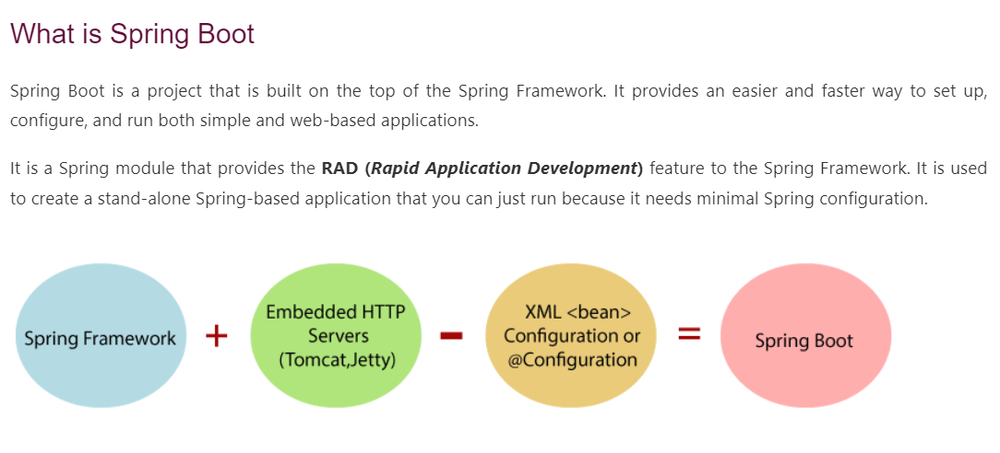 What is Spring Boot
Spring Boot is a project that is built on the top of the Spring Framework. It provides an easier and faster way to set up,
configure, and run both simple and web-based applications.
It is a Spring module that provides the RAD (Rapid Application Development) feature to the Spring Framework. It is used
to create a stand-alone Spring-based application that you can just run because it needs minimal Spring configuration.
Spring Framework
+
Embedded HTTP
Servers
(Tomcat,Jetty)
-
XML <bean>
Configuration or
@Configuration
=
Spring Boot